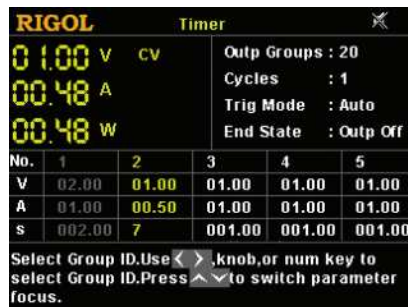 RIGOL Timer
01.00 V CV
00.48 A
00.48 W
Outp Groups : 20
Cycles : 1
Trig Mode : Auto
End State : Outp Off
No. 1 2 3 4 5
V 02.00 01.00 01.00 01.00 01.00
A 01.00 00.50 01.00 01.00 01.00
s 002.00 7 001.00 001.00 001.00
Select Group ID.Use < > ,knob,or num key to
select Group ID.Press to switch parameter
focus.